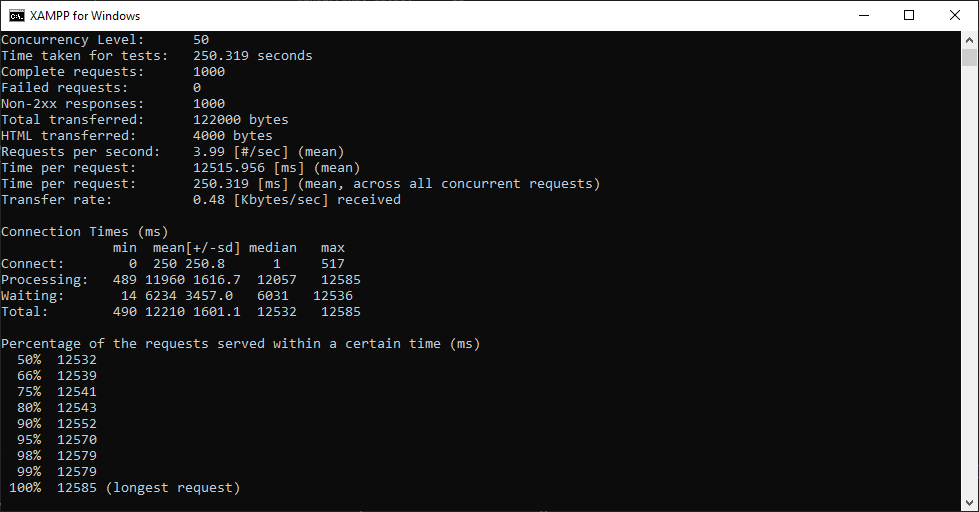 XAMPP for Windows
Concurrency Level:      50
Time taken for tests:   250.319 seconds
Complete requests:      1000
Failed requests:        0
Non-2xx responses:      1000
Total transferred:      122000 bytes
HTML transferred:       4000 bytes
Requests per second:    3.99 [#/sec] (mean)
Time per request:       12515.956 [ms] (mean)
Time per request:       250.319 [ms] (mean, across all concurrent requests)
Transfer rate:          0.48 [Kbytes/sec] received

Connection Times (ms)
              min  mean[+/-sd] median   max
Connect:        0  250 250.8      1     517
Processing:   489 11960 1616.7  12057   12585
Waiting:       14 6234 3457.0   6031   12536
Total:        490 12210 1601.1  12532   12585

Percentage of the requests served within a certain time (ms)
  50%  12532
  66%  12539
  75%  12541
  80%  12543
  90%  12552
  95%  12570
  98%  12579
  99%  12579
 100%  12585 (longest request)